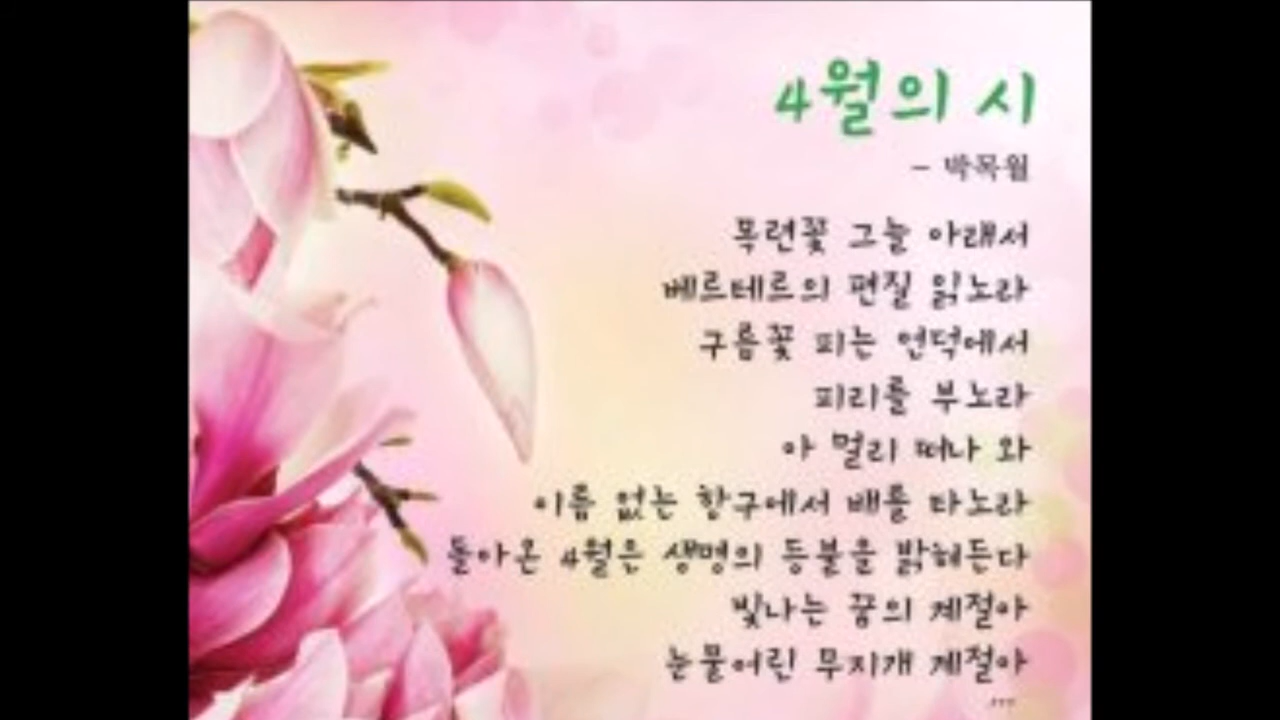 4월의 시
- 박목월
목련꽃 그늘 아래서
베르테르의 편질 읽노라
구름꽃 피는 언덕에서
피리를 부노라
아 멀리 떠나 와
이름 없는 항구에서 배를 타노라
돌아온 4월은 생명의 등불을 밝혀든다
빛나는 꿈의 계절아
눈물어린 무지개 계절아